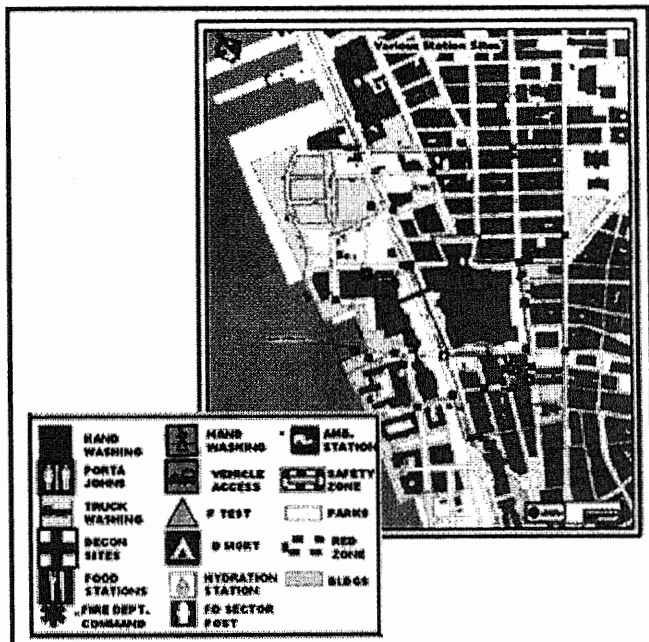 Various Station Sites
HAND WASHING
HAND WASHING
AMB. STATION
PORTA JOHNS
VEHICLE ACCESS
SAFETY ZONE
TRUCK WASHING
F TEST
PARKS
DECON SITES
D MGRT
RED ZONE
FOOD STATIONS
HYDRATION STATION
BLDGS
FIRE DEPT. COMMAND
FD SECTOR POST